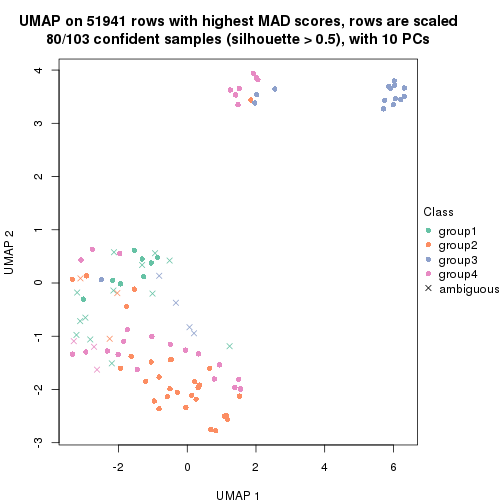 UMAP on 51941 rows with highest MAD scores, rows are scaled
80/103 confident samples (silhouette > 0.5), with 10 PCs
4
3
2
1
0
-1
-2
-3
UMAP 2
-2
0
2
4
6
UMAP 1
Class
group1
group2
group3
group4
ambiguous